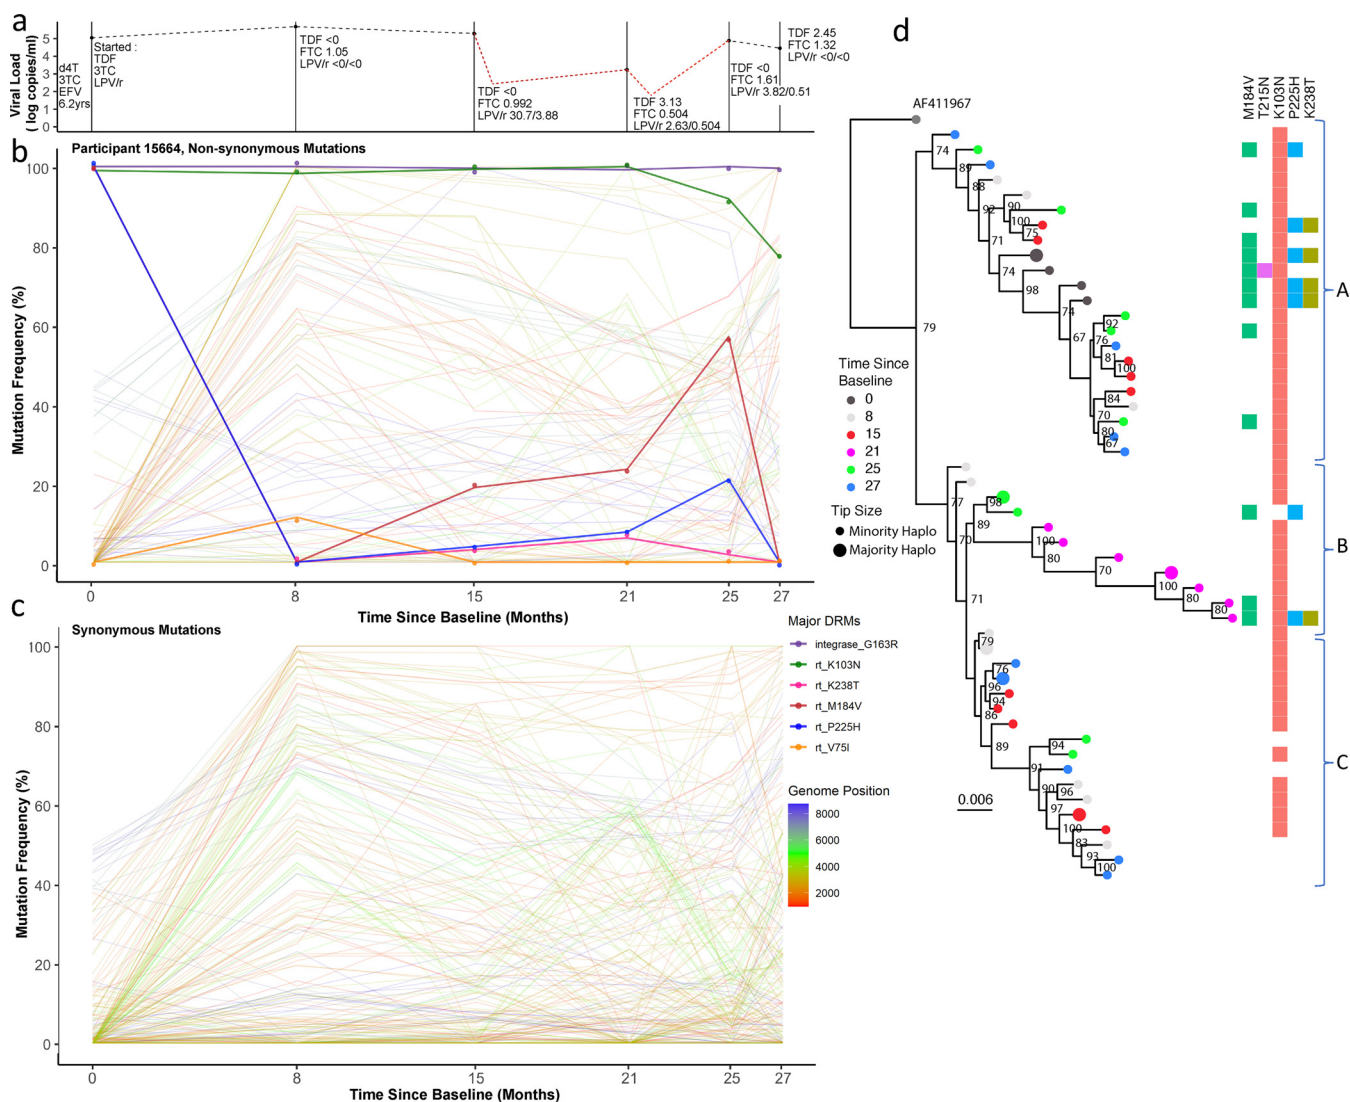 a
Viral Load
( log copies/ml)
5
4
3
2
1
0
d4T
3TC
EFV
6.2yrs
Started :
TDF
3TC
LPV/r
TDF <0
FTC 1.05
LPV/r <0/<0
TDF <0
FTC 0.992
LPV/r 30.7/3.88
TDF 3.13
FTC 0.504
LPV/r 2.63/0.504
TDF <0
FTC 1.61
LPV/r 3.82/0.51
TDF 2.45
FTC 1.32
LPV/r <0/<0
b
Participant 15664, Non-synonymous Mutations
Mutation Frequency (%)
100
80
60
40
20
0
0 8 15 21 25 27
Time Since Baseline (Months)
c
Synonymous Mutations
Mutation Frequency (%)
100
80
60
40
20
0
0 8 15 21 25 27
Time Since Baseline (Months)
Major DRMs
integrase_G163R
rt_K103N
rt_K238T
rt_M184V
rt_P225H
rt_V75I
Genome Position
8000
6000
4000
2000
d
AF411967
M184V
T215N
K103N
P225H
K238T
Time Since
Baseline
0
8
15
21
25
27
Tip Size
Minority Haplo
Majority Haplo
74
89
88
90
92
100
75
71
74
98
74
92
67
76
81
100
84
70
80
67
79
77
98
89
70
100
80
70
100
80
80
71
79
76
96
94
86
89
94
91
90
96
97
100
83
93
100
0.006
A
B
C